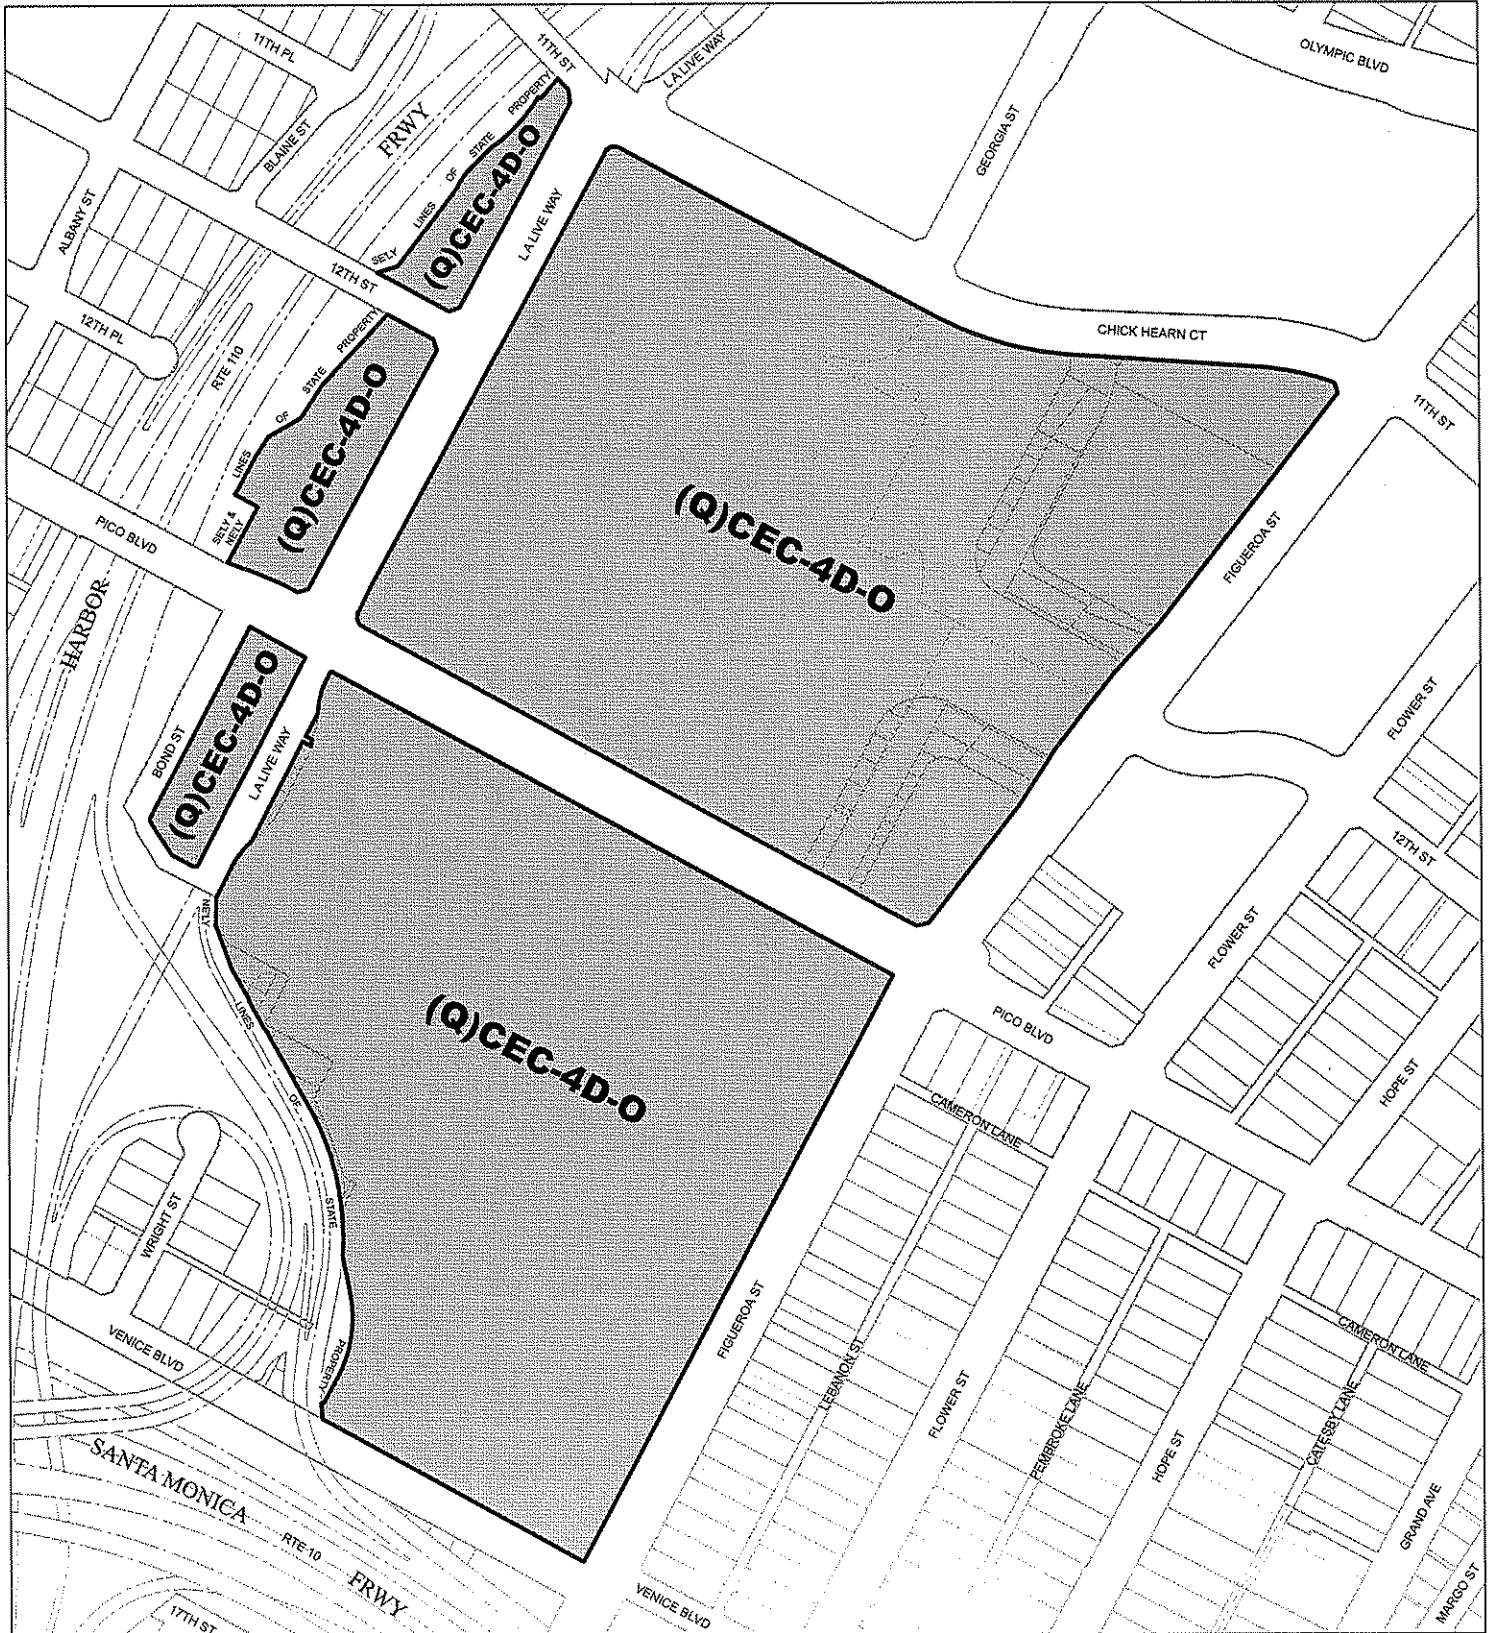 11TH PL
11TH ST
LA LIVE WAY
OLYMPIC BLVD
FRWY
BLAINE ST
GEORGIA ST
ALBANY ST
SELY LINES OF STATE PROPERTY
(Q)CEC-4D-O
LA LIVE WAY
12TH ST
12TH PL
RTE 110
CHICK HEARN CT
SELY & NELY LINES OF STATE PROPERTY
(Q)CEC-4D-O
11TH ST
PICO BLVD
(Q)CEC-4D-O
FIGUEROA ST
HARBOR
FLOWER ST
BOND ST
(Q)CEC-4D-O
LA LIVE WAY
12TH ST
NELY LINES OF STATE PROPERTY
FLOWER ST
(Q)CEC-4D-O
PICO BLVD
HOPE ST
CAMERON LANE
WRIGHT ST
VENICE BLVD
FIGUEROA ST
LEBANON ST
CAMERON LANE
FLOWER ST
PEMBROKE LANE
HOPE ST
CATESBY LANE
SANTA MONICA
RTE 10
FRWY
GRAND AVE
MARGO ST
VENICE BLVD
17TH ST